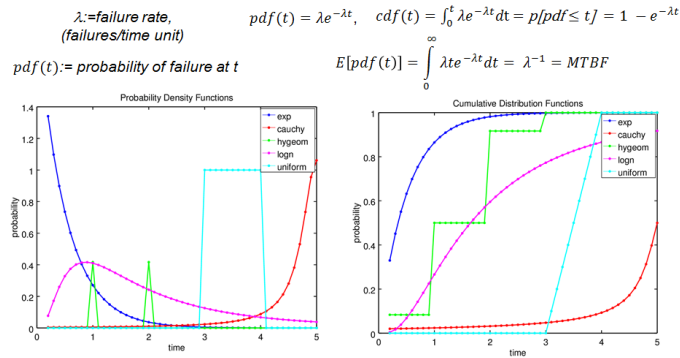 λ:=failure rate,
(failures/time unit)
pdf(t) = λe^{-λt},   cdf(t) = ∫_0^t λe^{-λt}dt = p[pdf ≤ t] = 1 − e^{-λt}
pdf(t):= probability of failure at t
E[pdf(t)] = ∫_0^∞ λte^{-λt}dt = λ^{-1} = MTBF
Probability Density Functions
1.4
1.2
1
0.8
0.6
0.4
0.2
0
probability
0 1 2 3 4 5
time
exp
cauchy
hygeom
logn
uniform
Cumulative Distribution Functions
1
0.8
0.6
0.4
0.2
0
probability
0 1 2 3 4 5
time
exp
cauchy
hygeom
logn
uniform